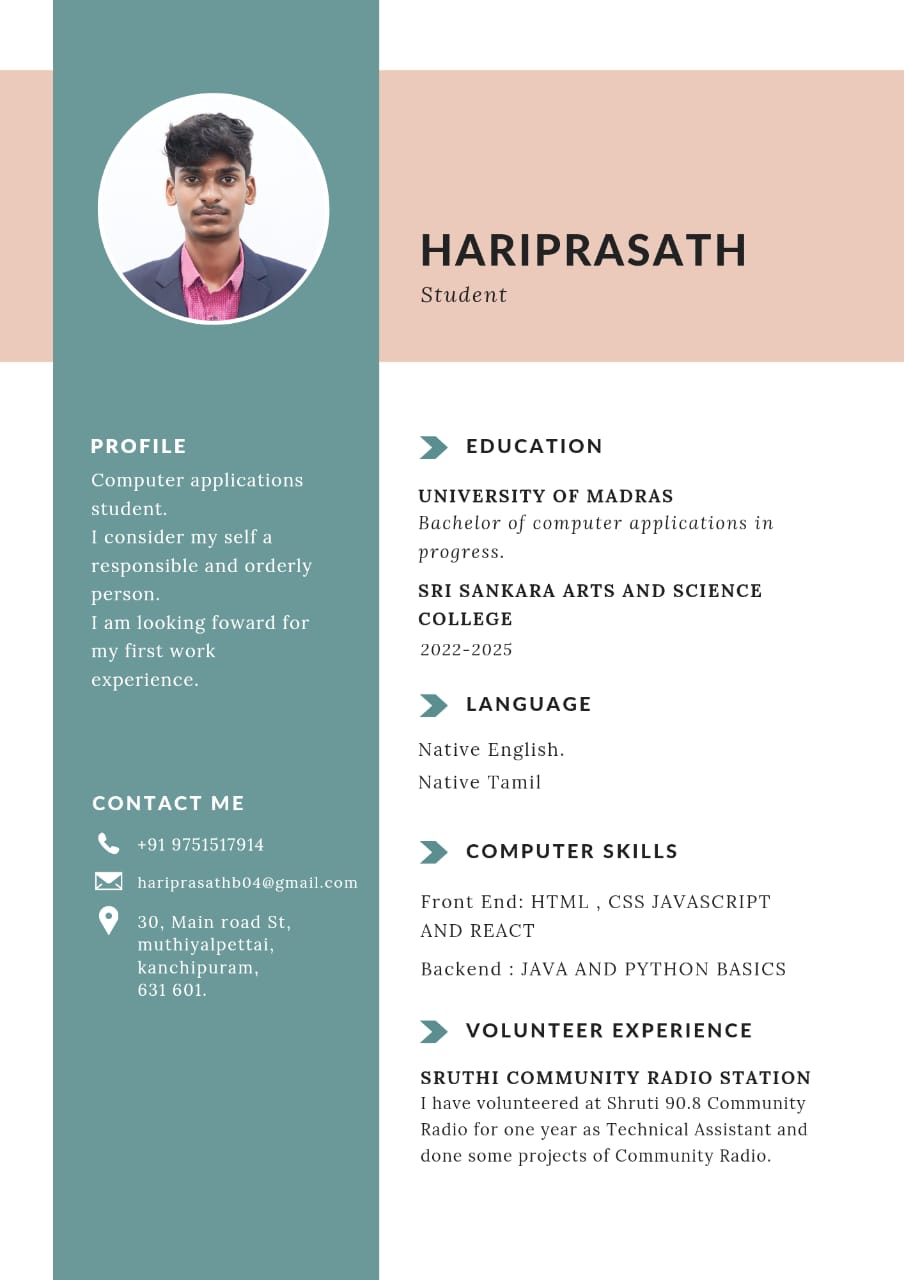 HARIPRASATH
Student
PROFILE
Computer applications
student.
I consider my self a
responsible and orderly
person.
I am looking foward for
my first work
experience.
CONTACT ME
+91 9751517914
hariprasathb04@gmail.com
30, Main road St,
muthiyalpettai,
kanchipuram,
631 601.
EDUCATION
UNIVERSITY OF MADRAS
Bachelor of computer applications in
progress.
SRI SANKARA ARTS AND SCIENCE
COLLEGE
2022-2025
LANGUAGE
Native English.
Native Tamil
COMPUTER SKILLS
Front End: HTML , CSS JAVASCRIPT
AND REACT
Backend : JAVA AND PYTHON BASICS
VOLUNTEER EXPERIENCE
SRUTHI COMMUNITY RADIO STATION
I have volunteered at Shruti 90.8 Community
Radio for one year as Technical Assistant and
done some projects of Community Radio.